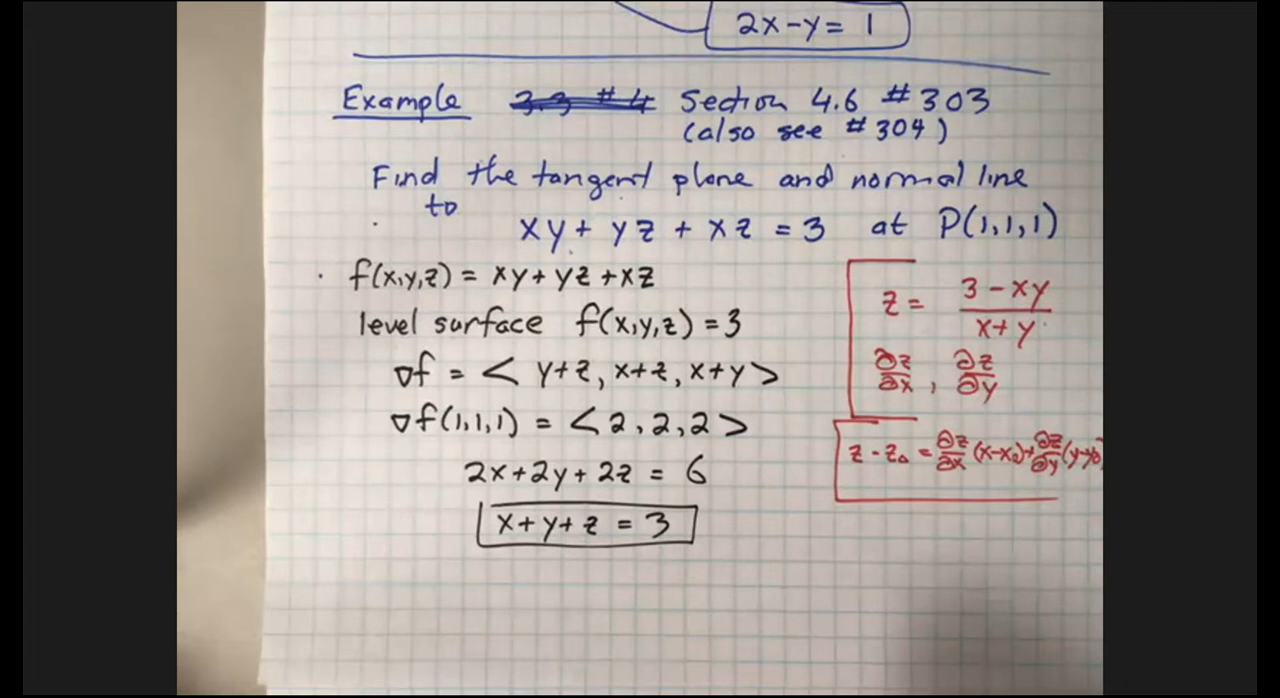 2x-y= 1
Example 3.3 #4 Section 4.6 #303
(also see #304)
Find the tangent plane and normal line
to
xy+ yz + xz = 3 at P(1,1,1)
f(x,y,z) = xy+yz+xz
level surface f(x,y,z) = 3
∇f = < y+z, x+z, x+y >
∇f(1,1,1) = <2,2,2>
2x+2y+2z = 6
x+y+z = 3
z = (3-xy)/(x+y)
∂z/∂x, ∂z/∂y
z-z₀ = ∂z/∂x (x-x₀)+ ∂z/∂y (y-y₀)